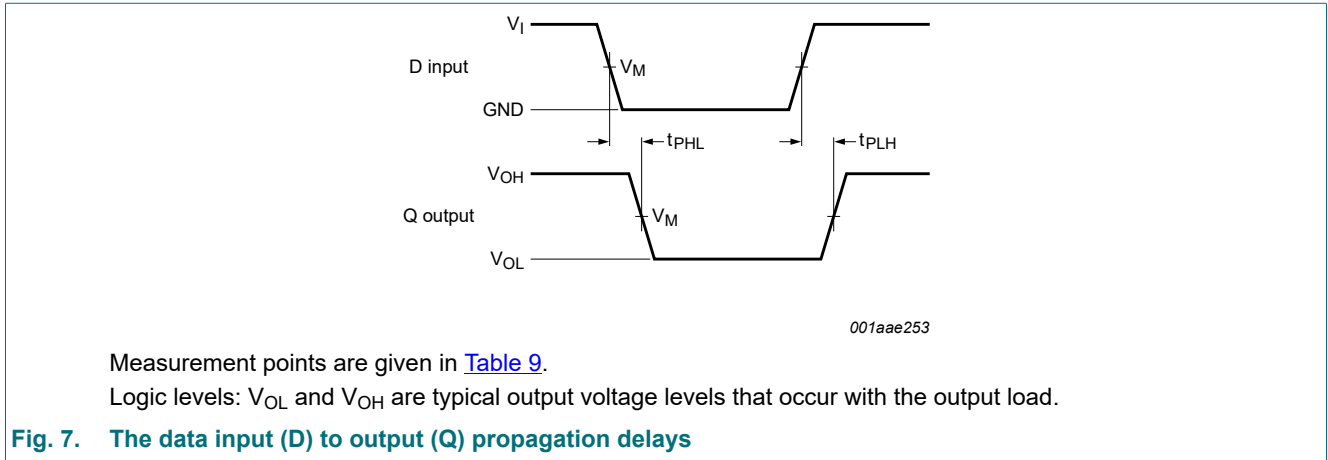 VI
D input
VM
GND
tPHL
tPLH
VOH
Q output
VM
VOL
001aae253
Measurement points are given in Table 9.
Logic levels: VOL and VOH are typical output voltage levels that occur with the output load.
Fig. 7. The data input (D) to output (Q) propagation delays